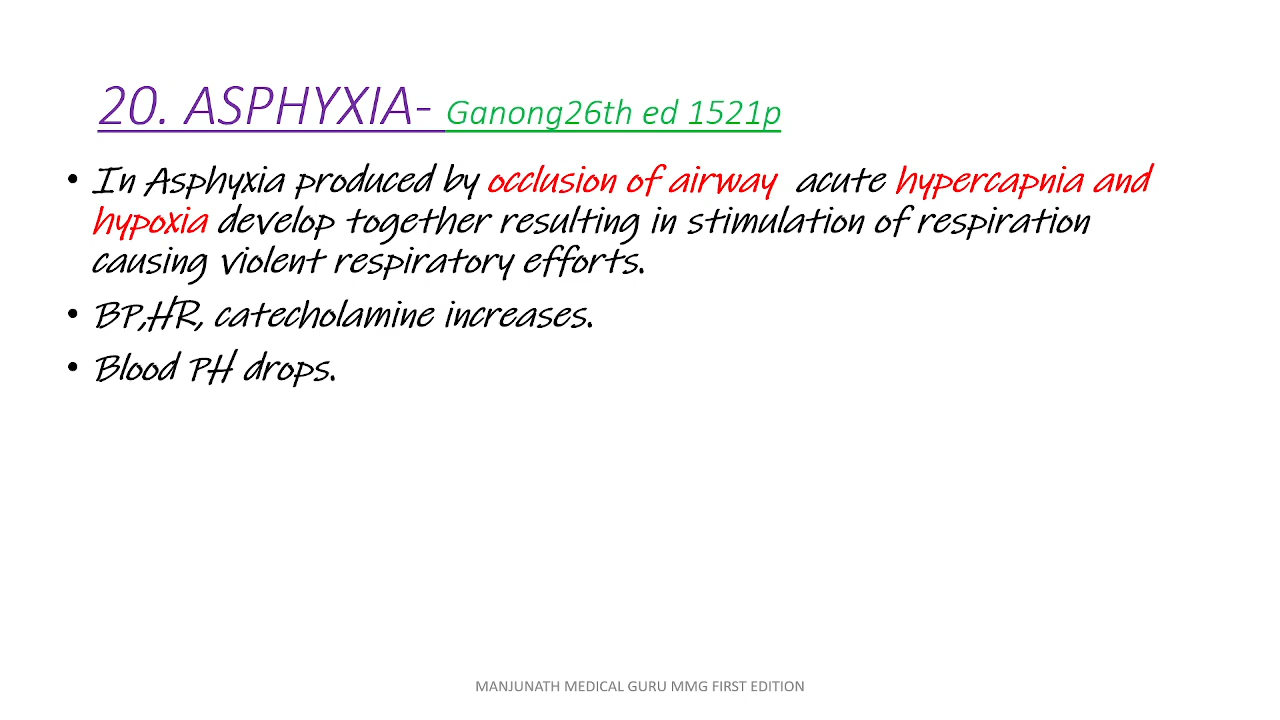 20. ASPHYXIA- Ganong26th ed 1521p
• In Asphyxia produced by occlusion of airway acute hypercapnia and
hypoxia develop together resulting in stimulation of respiration
causing violent respiratory efforts.
• BP,HR, catecholamine increases.
• Blood PH drops.
MANJUNATH MEDICAL GURU MMG FIRST EDITION